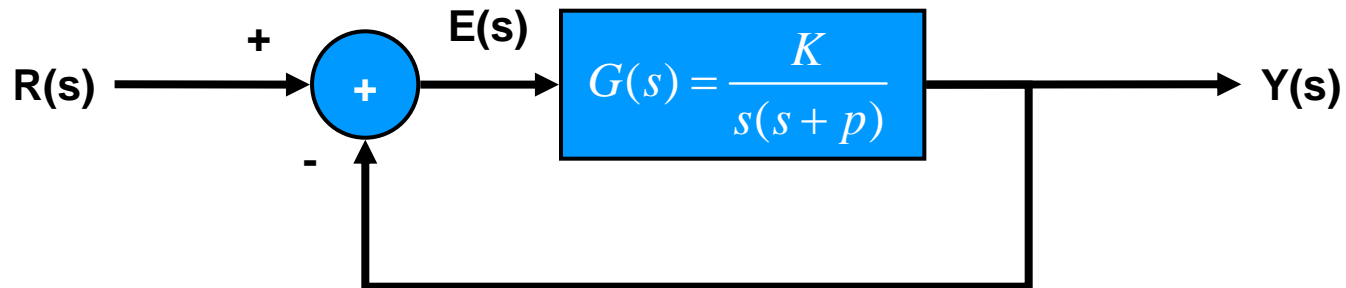 +
E(s)
R(s)
+
G(s) = K / s(s + p)
Y(s)
-